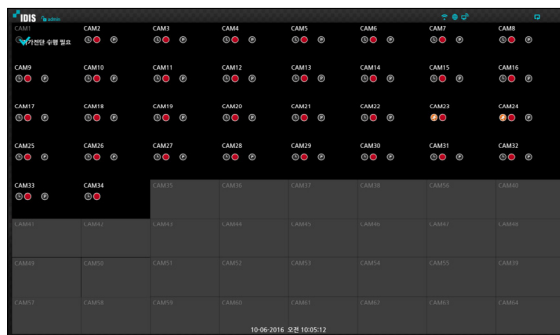 IDIS admin
CAM1 CAM2 CAM3 CAM4 CAM5 CAM6 CAM7 CAM8
평가전단 수행 필요
CAM9 CAM10 CAM11 CAM12 CAM13 CAM14 CAM15 CAM16
CAM17 CAM18 CAM19 CAM20 CAM21 CAM22 CAM23 CAM24
CAM25 CAM26 CAM27 CAM28 CAM29 CAM30 CAM31 CAM32
CAM33 CAM34 CAM35 CAM36 CAM37 CAM38 CAM40
CAM41 CAM42 CAM43 CAM44 CAM45 CAM46 CAM47 CAM48
CAM49 CAM50 CAM51 CAM52 CAM53 CAM54 CAM55
CAM57 CAM58 CAM59 CAM60 CAM61 CAM62 CAM63 CAM64
10-06-2016 오전 10:05:12